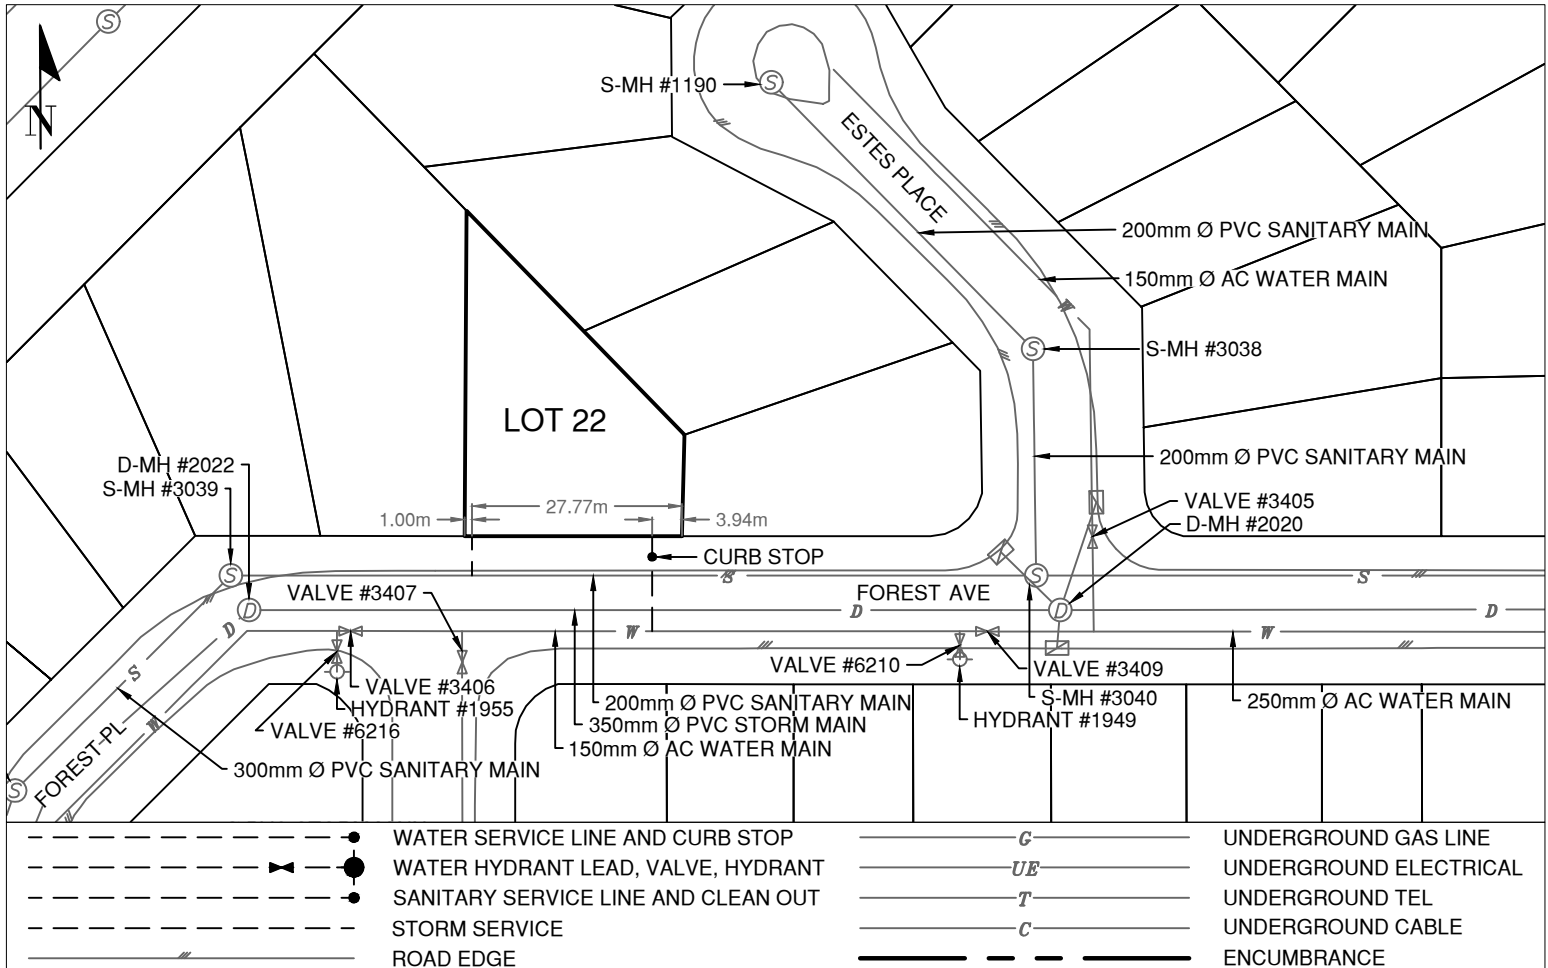 S
N
S-MH #1190
S
ESTES PLACE
200mm Ø PVC SANITARY MAIN
150mm Ø AC WATER MAIN
W
S
S-MH #3038
LOT 22
200mm Ø PVC SANITARY MAIN
D-MH #2022
S-MH #3039
27.77m
1.00m
3.94m
VALVE #3405
D-MH #2020
CURB STOP
S
S
S
S
VALVE #3407
FOREST AVE
D
D
D
D
D
W
W
VALVE #6210
VALVE #3409
S
VALVE #3406
HYDRANT #1955
VALVE #6216
200mm Ø PVC SANITARY MAIN
350mm Ø PVC STORM MAIN
150mm Ø AC WATER MAIN
S-MH #3040
HYDRANT #1949
250mm Ø AC WATER MAIN
W
FOREST PL
300mm Ø PVC SANITARY MAIN
S
WATER SERVICE LINE AND CURB STOP
WATER HYDRANT LEAD, VALVE, HYDRANT
SANITARY SERVICE LINE AND CLEAN OUT
STORM SERVICE
ROAD EDGE
G UNDERGROUND GAS LINE
UE UNDERGROUND ELECTRICAL
T UNDERGROUND TEL
C UNDERGROUND CABLE
ENCUMBRANCE